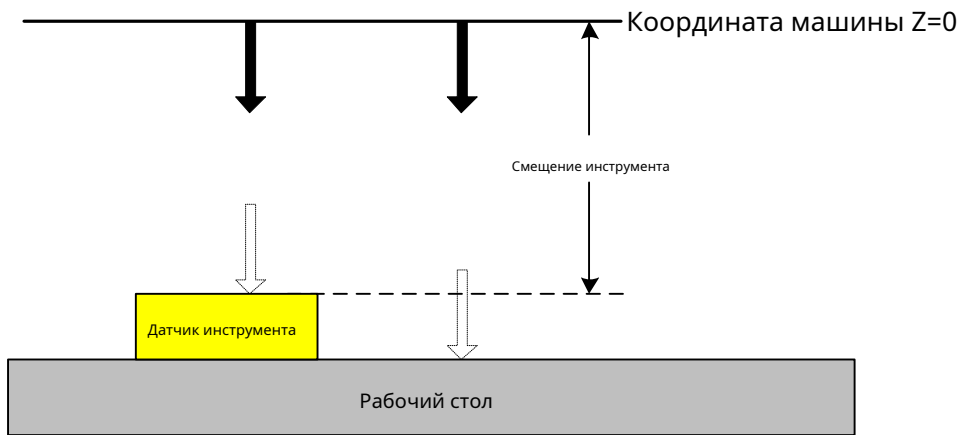 Координата машины Z=0
Смещение инструмента
Датчик инструмента
Рабочий стол